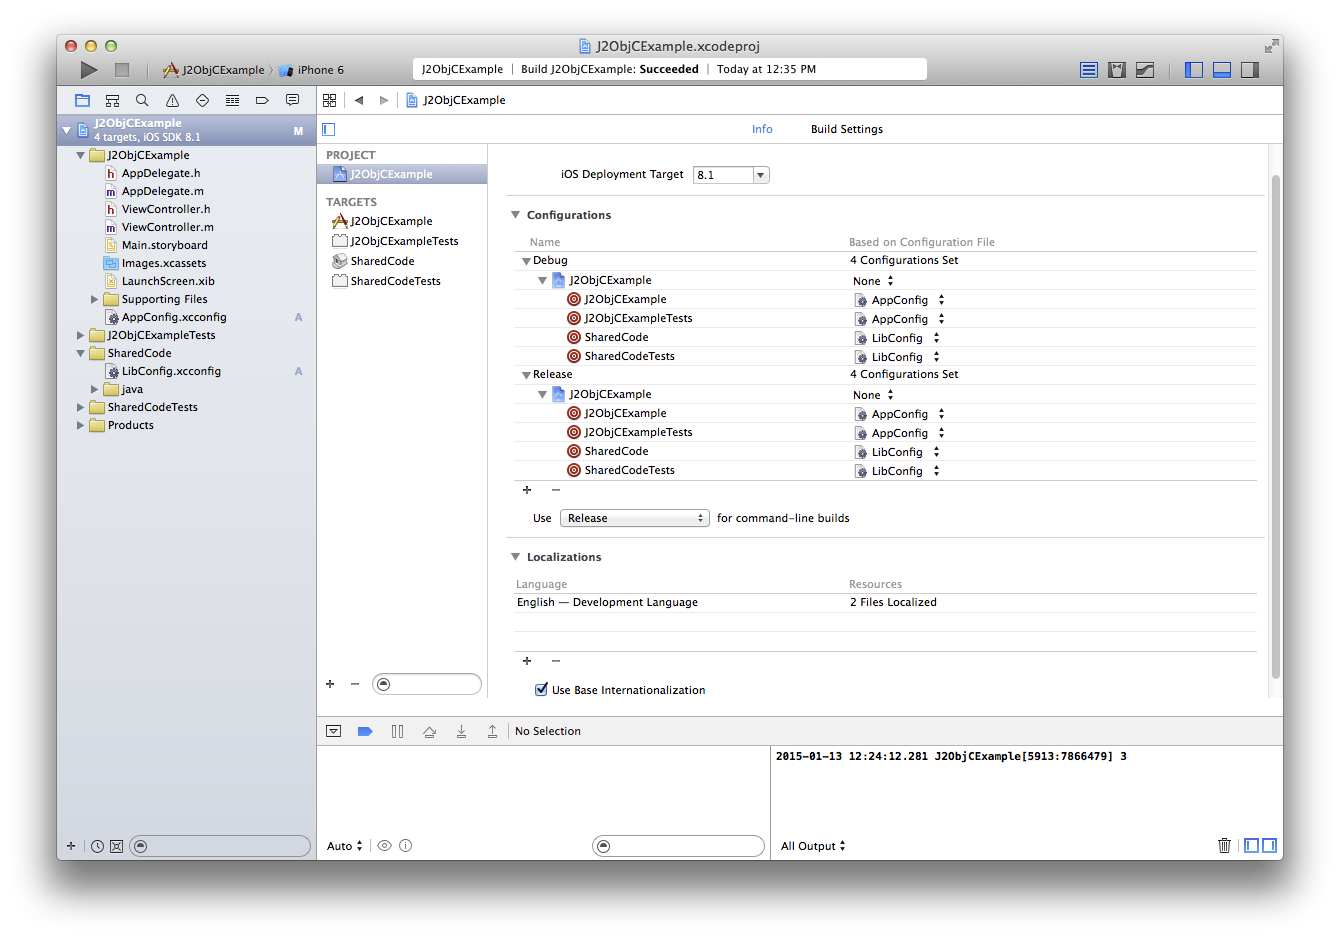 J2ObjCExample.xcodeproj
J2ObjCExample
iPhone 6
J2ObjCExample | Build J2ObjCExample: Succeeded | Today at 12:35 PM
J2ObjCExample
4 targets, iOS SDK 8.1
M
J2ObjCExample
h AppDelegate.h
m AppDelegate.m
h ViewController.h
m ViewController.m
Main.storyboard
Images.xcassets
LaunchScreen.xib
Supporting Files
AppConfig.xcconfig A
J2ObjCExampleTests
SharedCode
LibConfig.xcconfig A
java
SharedCodeTests
Products
J2ObjCExample
Info Build Settings
PROJECT
J2ObjCExample
TARGETS
J2ObjCExample
J2ObjCExampleTests
SharedCode
SharedCodeTests
iOS Deployment Target 8.1
Configurations
Name Based on Configuration File
Debug 4 Configurations Set
J2ObjCExample None
J2ObjCExample AppConfig
J2ObjCExampleTests AppConfig
SharedCode LibConfig
SharedCodeTests LibConfig
Release 4 Configurations Set
J2ObjCExample None
J2ObjCExample AppConfig
J2ObjCExampleTests AppConfig
SharedCode LibConfig
SharedCodeTests LibConfig
+ −
Use Release for command-line builds
Localizations
Language Resources
English — Development Language 2 Files Localized
+ −
Use Base Internationalization
+ −
No Selection
2015-01-13 12:24:12.281 J2ObjCExample[5913:7866479] 3
+
Auto
All Output